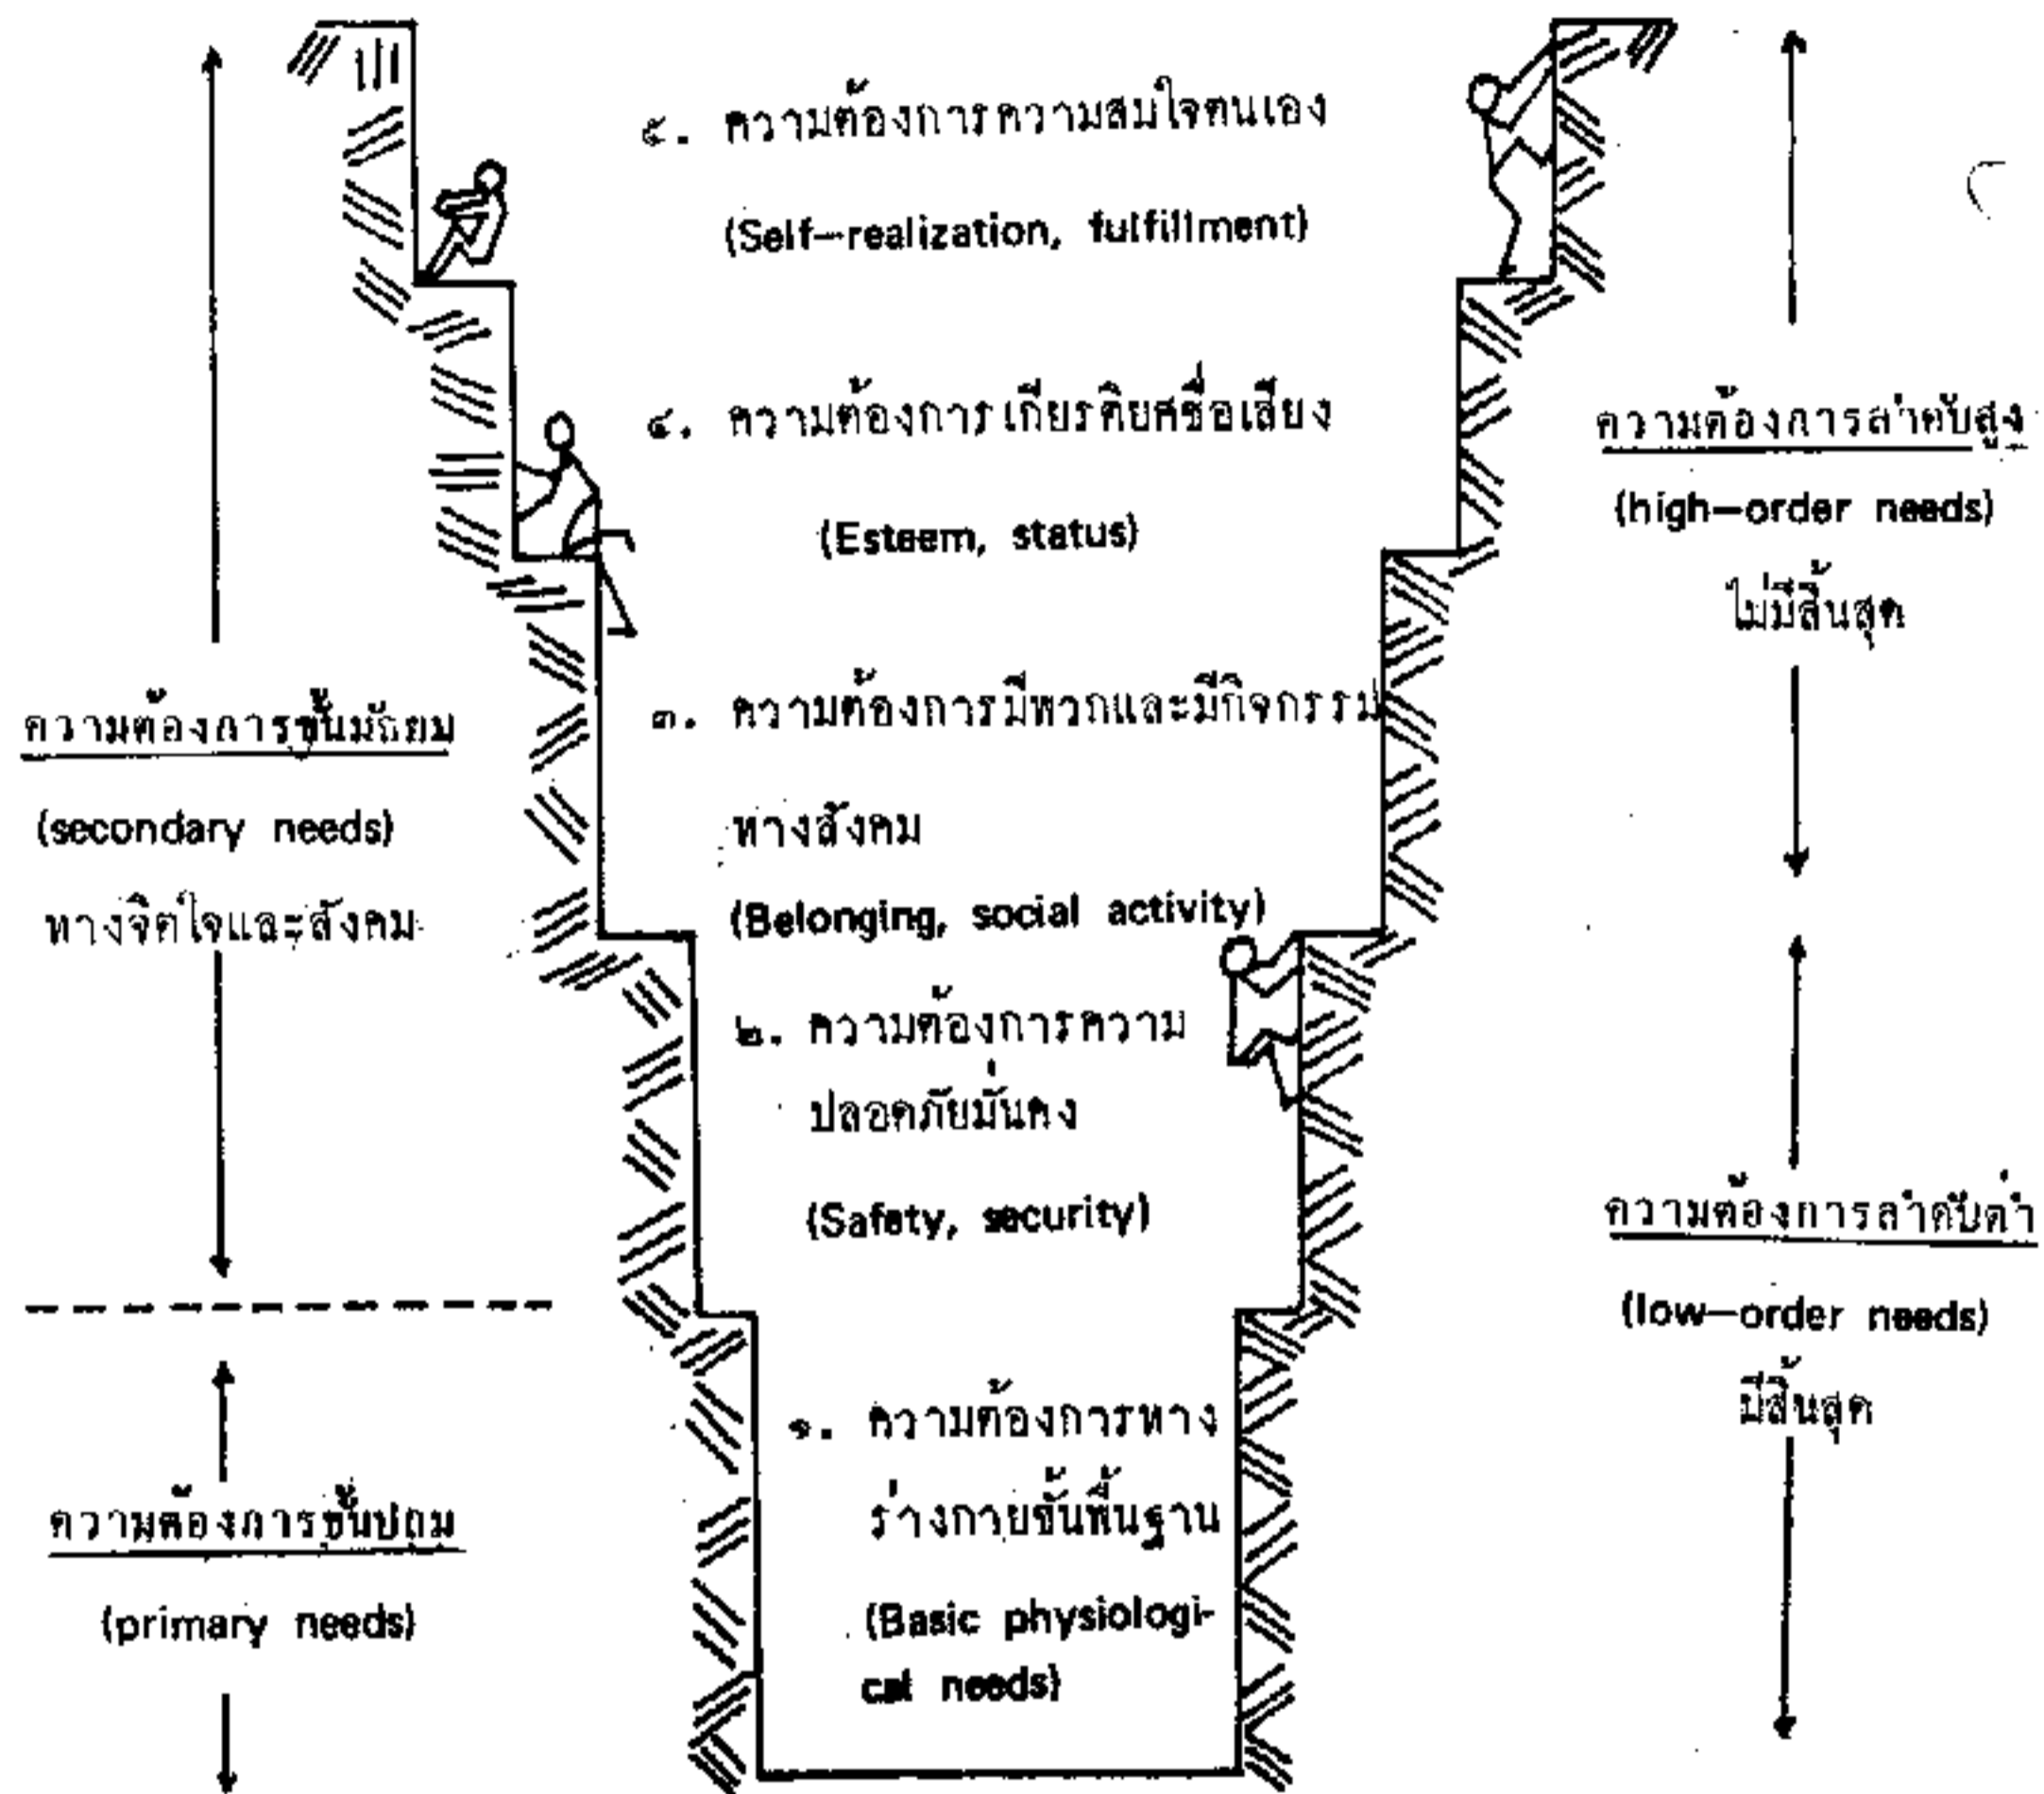 ๕. ความต้องการความสมใจตนเอง
(Self-realization, fulfillment)
๔. ความต้องการเกียรติยศชื่อเสียง
(Esteem, status)
๓. ความต้องการมีพวกและมีกิจกรรม
ทางสังคม
(Belonging, social activity)
๒. ความต้องการความ
ปลอดภัยมั่นคง
(Safety, security)
๑. ความต้องการทาง
ร่างกายขั้นพื้นฐาน
(Basic physiologi-
cal needs)
ความต้องการขั้นมัธยม
(secondary needs)
ทางจิตใจและสังคม
ความต้องการขั้นปฐม
(primary needs)
ความต้องการลำดับสูง
(high-order needs)
ไม่มีสิ้นสุด
ความต้องการลำดับต่ำ
(low-order needs)
มีสิ้นสุด